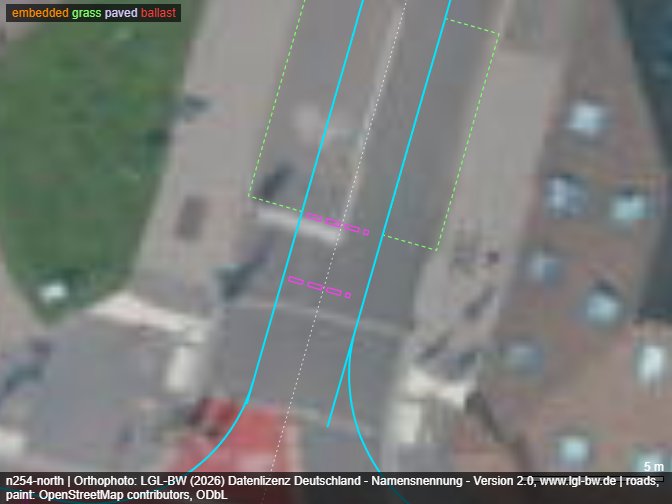 embedded grass paved ballast
5 m
n254-north | Orthophoto: LGL-BW (2026) Datenlizenz Deutschland - Namensnennung - Version 2.0, www.lgl-bw.de | roads,
paint: OpenStreetMap contributors, ODbL